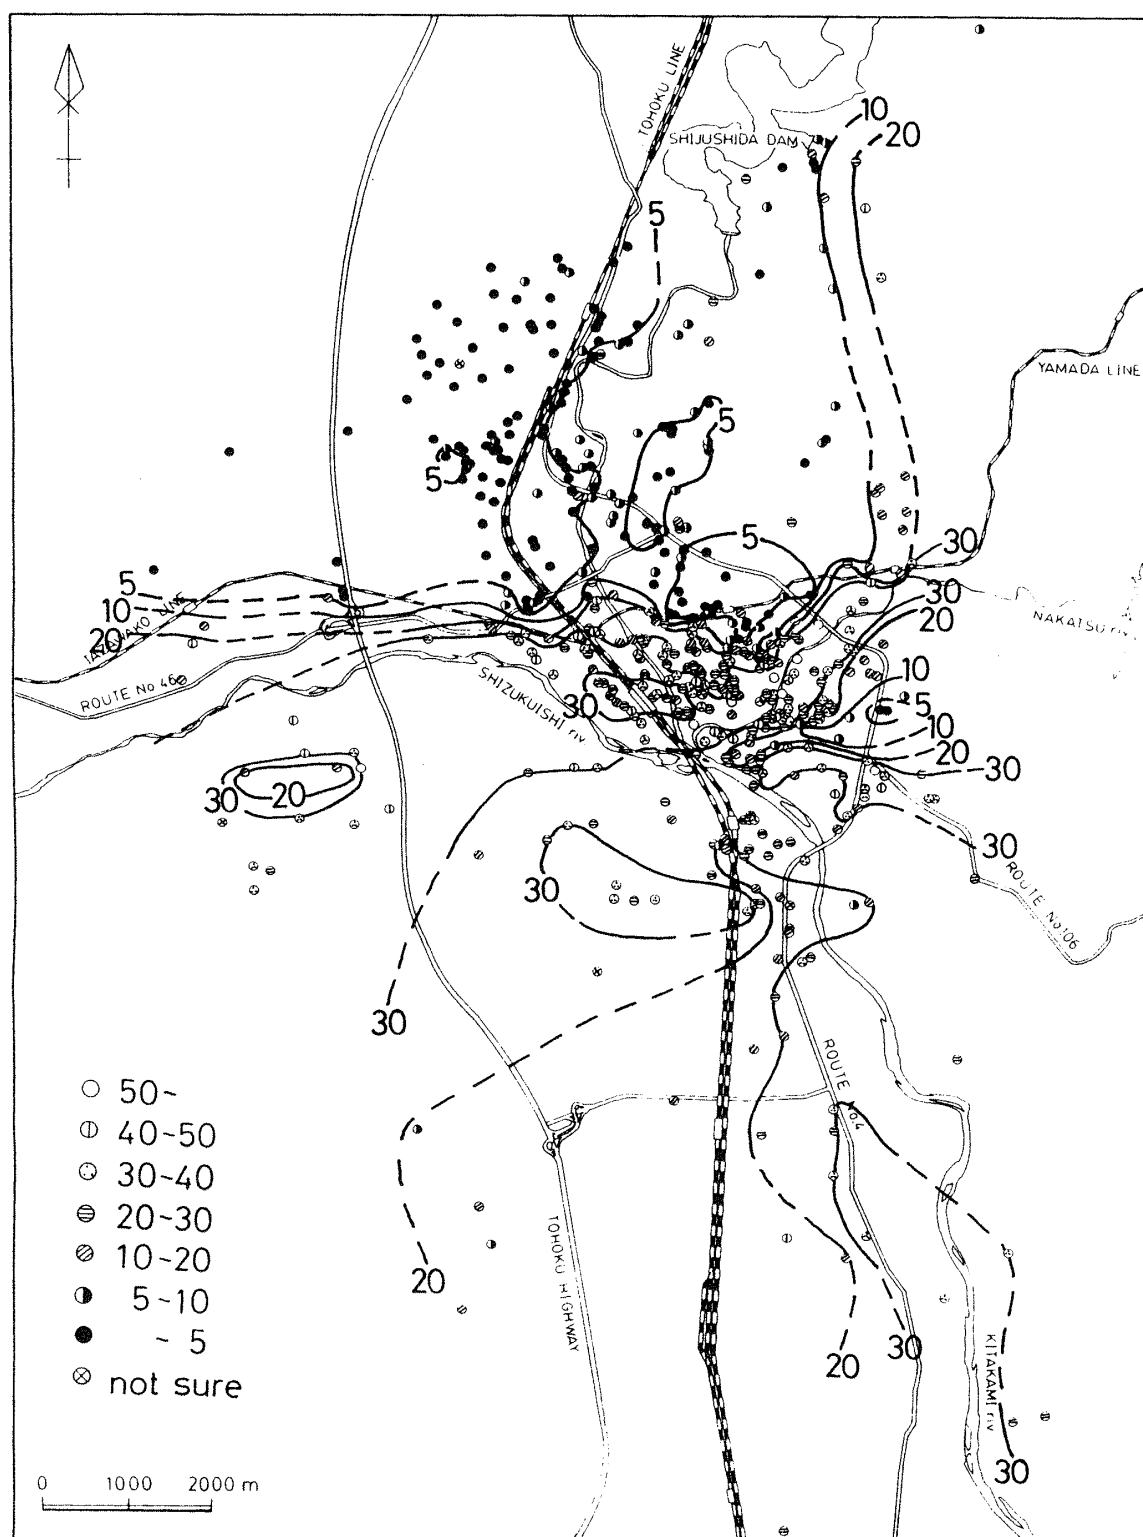 10
20
TOHOKU LINE
SHIJUSHIDA DAM
5
YAMADA LINE
5
5
5
30
5
10
20
TAZAWAKO LINE
30
20
NAKATSU riv.
ROUTE No 46
SHIZUKUISHI riv.
10
5
10
20
30
30
30
20
30
30
ROUTE No.106
30
ROUTE No.4
20
TOHOKU HIGHWAY
20
30
KITAKAMI riv.
30
50~
40~50
30~40
20~30
10~20
5~10
~ 5
not sure
0 1000 2000 m